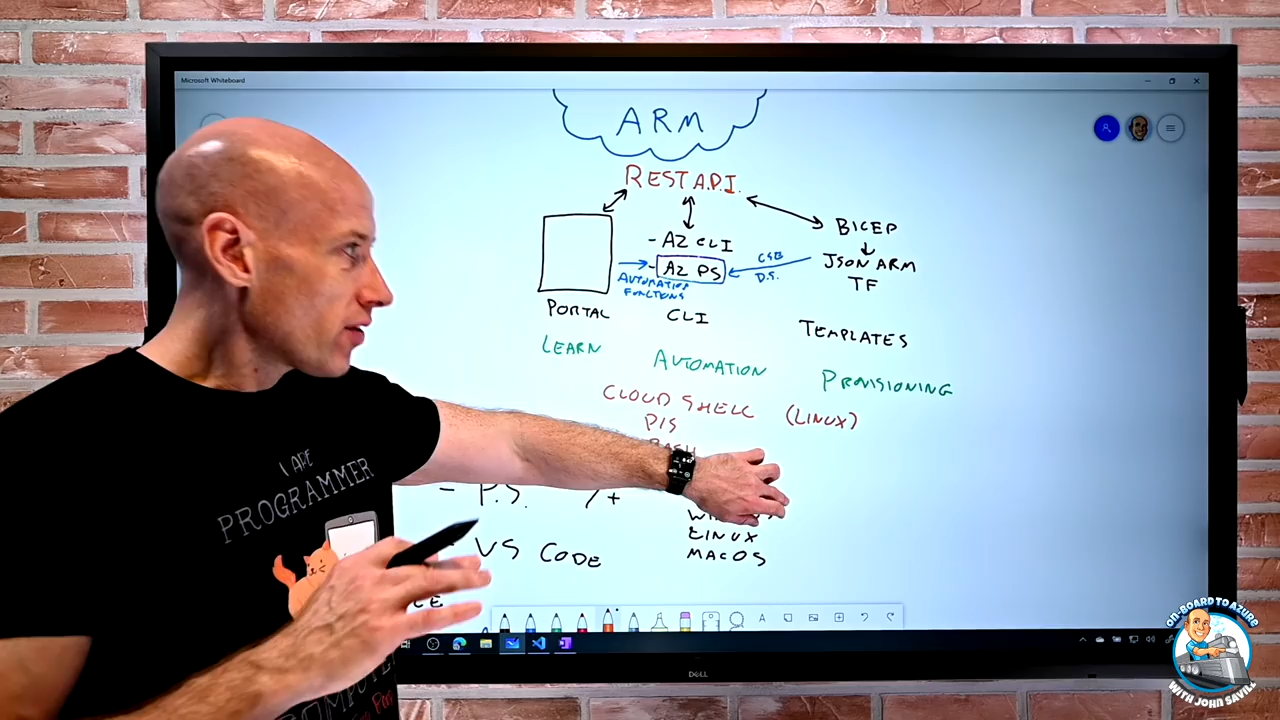 Microsoft Whiteboard
ARM
REST A.P.I.
- AZ CLI
- AZ PS
AUTOMATION
FUNCTIONS
CSE
D.S.
BICEP
JSON ARM
TF
PORTAL
CLI
TEMPLATES
LEARN
AUTOMATION
PROVISIONING
CLOUD SHELL (LINUX)
P/S
BASH
- P.S. 7+
LINUX
MACOS
VS CODE
I ARE
PROGRAMMER
DELL
ON-BOARD TO AZURE
WITH JOHN SAVILL